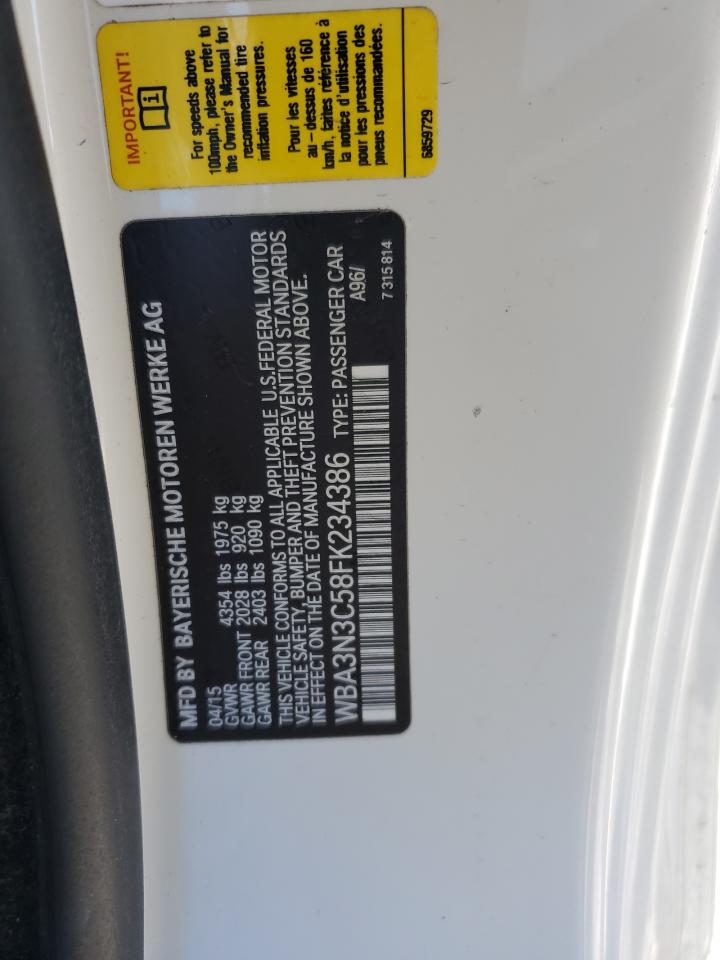 IMPORTANT!
i
For speeds above
100mph, please refer to
the Owner's Manual for
recommended tire
inflation pressures.
Pour les vitesses
au-dessus de 160
km/h, faites référence à
la notice d'utilisation
pour les pressions des
pneus recommandées.
6859729
MFD BY BAYERISCHE MOTOREN WERKE AG
04/15
GVWR 4354 lbs 1975 kg
GAWR FRONT 2028 lbs 920 kg
GAWR REAR 2403 lbs 1090 kg
THIS VEHICLE CONFORMS TO ALL APPLICABLE U.S.FEDERAL MOTOR
VEHICLE SAFETY, BUMPER AND THEFT PREVENTION STANDARDS
IN EFFECT ON THE DATE OF MANUFACTURE SHOWN ABOVE.
WBA3N3C58FK234386 TYPE: PASSENGER CAR
A96/
7 315 814